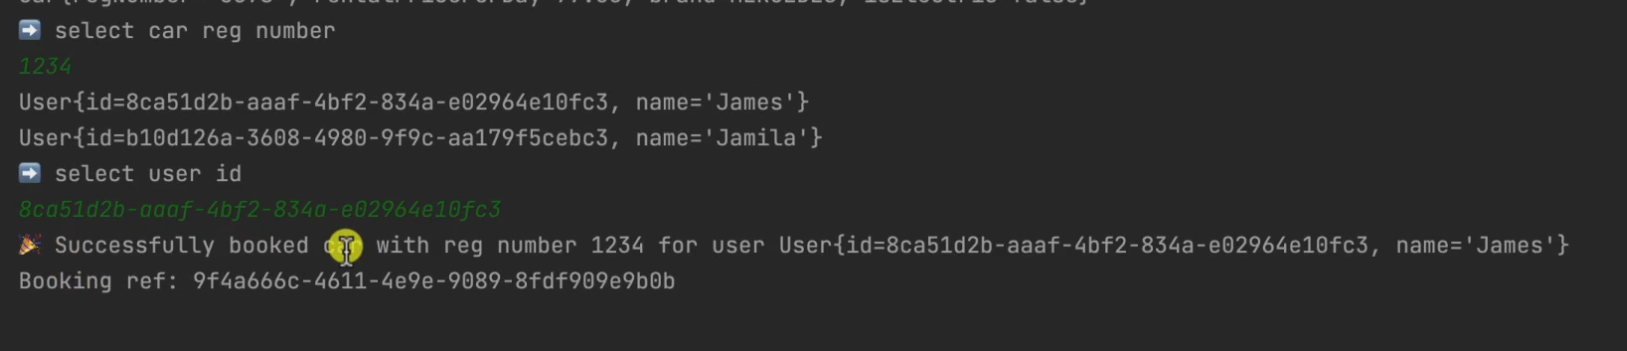 ➡ select car reg number
1234
User{id=8ca51d2b-aaaf-4bf2-834a-e02964e10fc3, name='James'}
User{id=b10d126a-3608-4980-9f9c-aa179f5cebc3, name='Jamila'}
➡ select user id
8ca51d2b-aaaf-4bf2-834a-e02964e10fc3
🎉 Successfully booked car with reg number 1234 for user User{id=8ca51d2b-aaaf-4bf2-834a-e02964e10fc3, name='James'}
Booking ref: 9f4a666c-4611-4e9e-9089-8fdf909e9b0b